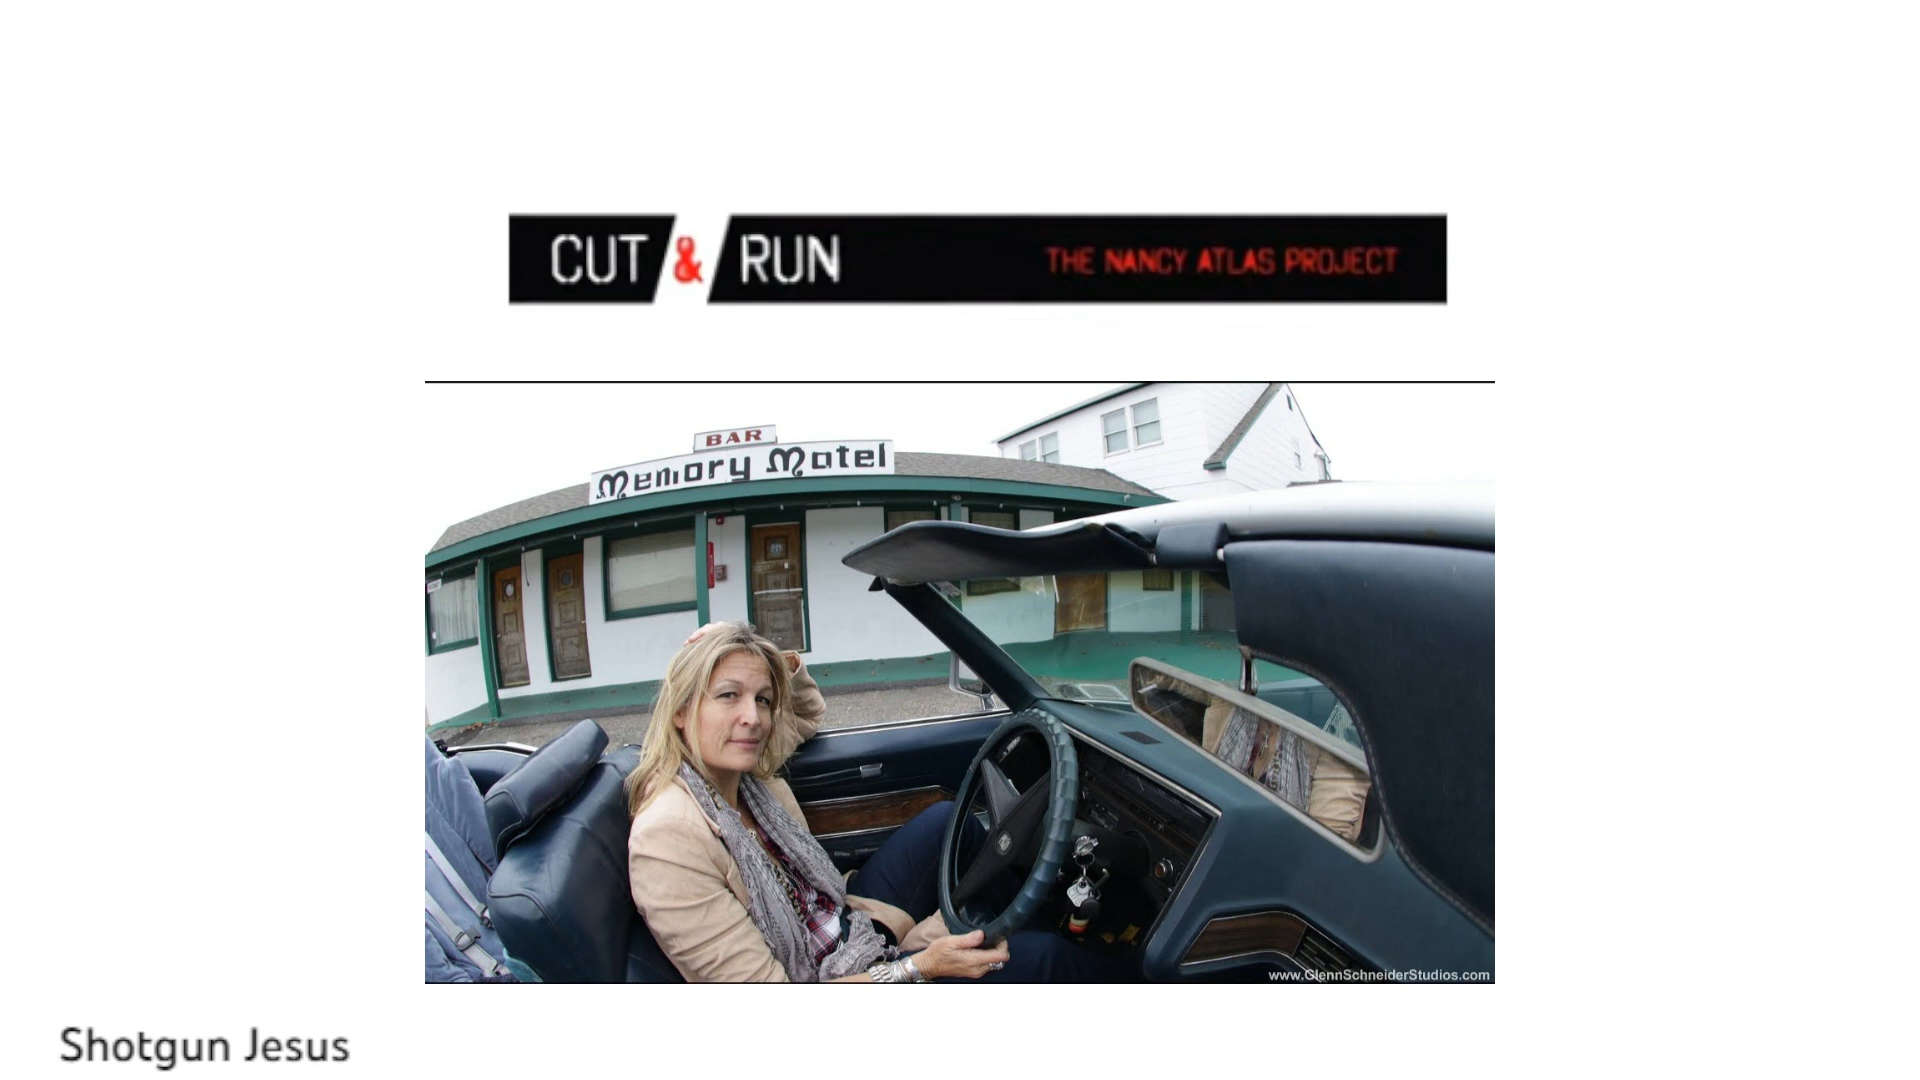 CUT & RUN
THE NANCY ATLAS PROJECT
BAR
Memory Motel
www.GlennSchneiderStudios.com
Shotgun Jesus